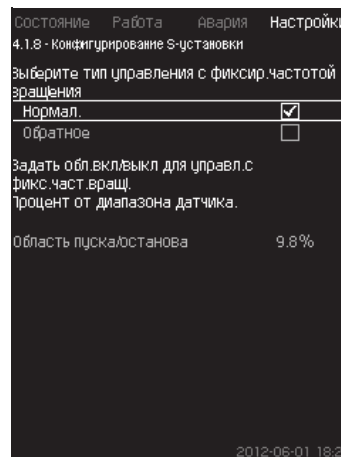 Состояние Работа Авария Настройки
4.1.8 - Конфигурирование S-установки
Выберите тип управления с фиксир.частотой
вращения
Нормал.
Обратное
Задать обл.вкл/выкл для управл.с
фикс.част.вращ.
Процент от диапазона датчика.
Область пуска/останова 9.8%
2012-06-01 18:2